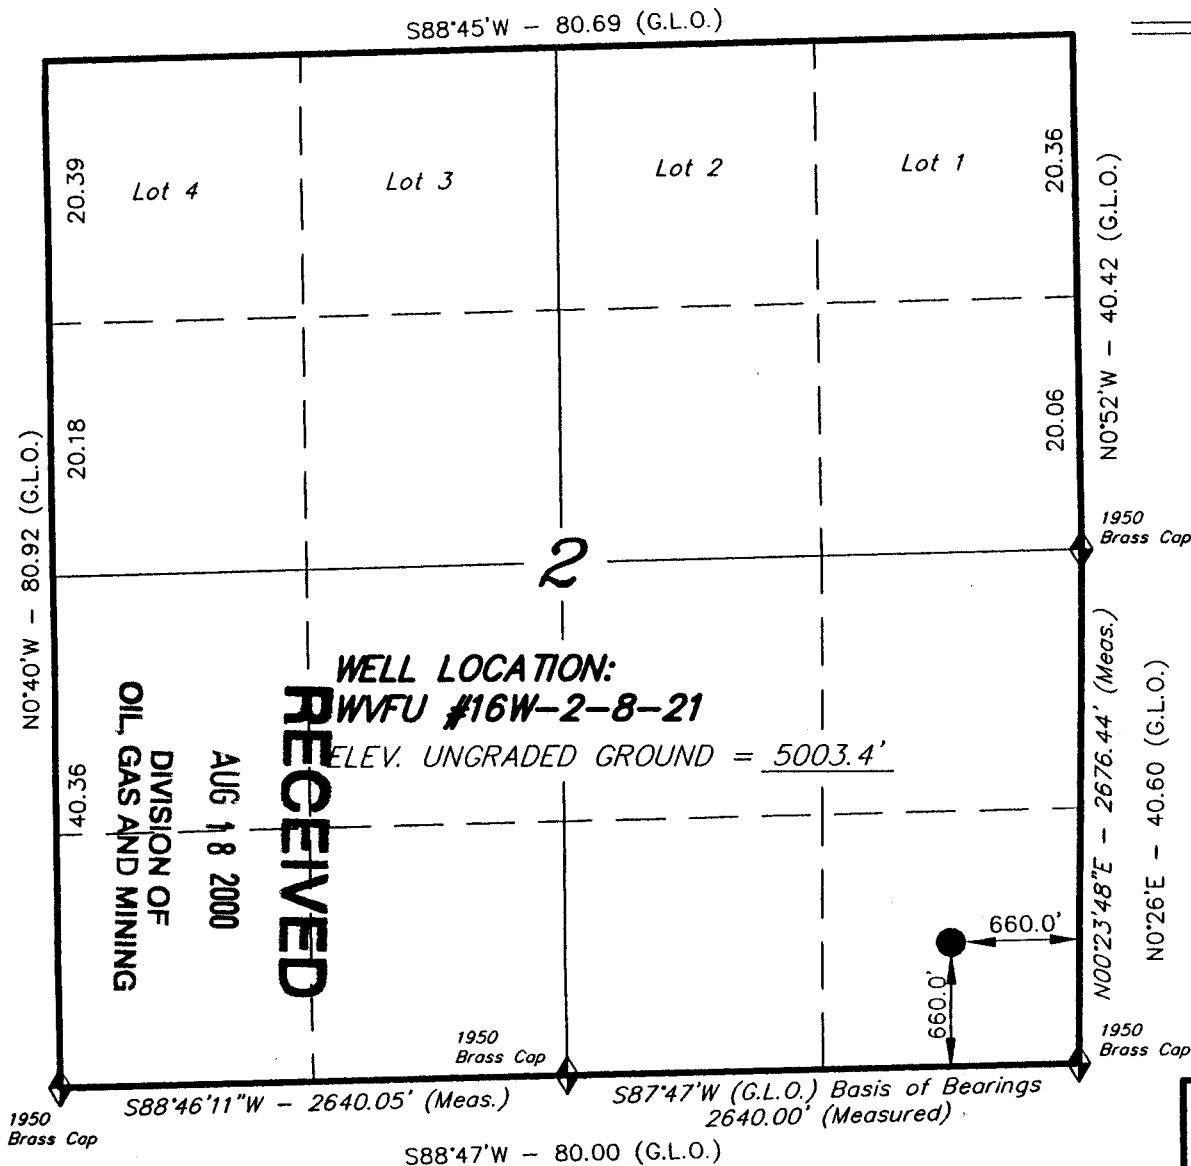 S88°45'W - 80.69 (G.L.O.)
20.39
Lot 4
Lot 3
Lot 2
Lot 1
20.36
N0°52'W - 40.42 (G.L.O.)
20.18
20.06
N0°40'W - 80.92 (G.L.O.)
1950
Brass Cap
2
WELL LOCATION:
WVFU #16W-2-8-21
ELEV. UNGRADED GROUND = 5003.4'
RECEIVED
AUG 18 2000
DIVISION OF
OIL, GAS AND MINING
40.36
N00°23'48"E - 2676.44' (Meas.)
N0°26'E - 40.60 (G.L.O.)
660.0'
660.0'
1950
Brass Cap
1950
Brass Cap
1950
Brass Cap
S88°46'11"W - 2640.05' (Meas.)
S87°47'W (G.L.O.) Basis of Bearings
2640.00' (Measured)
S88°47'W - 80.00 (G.L.O.)